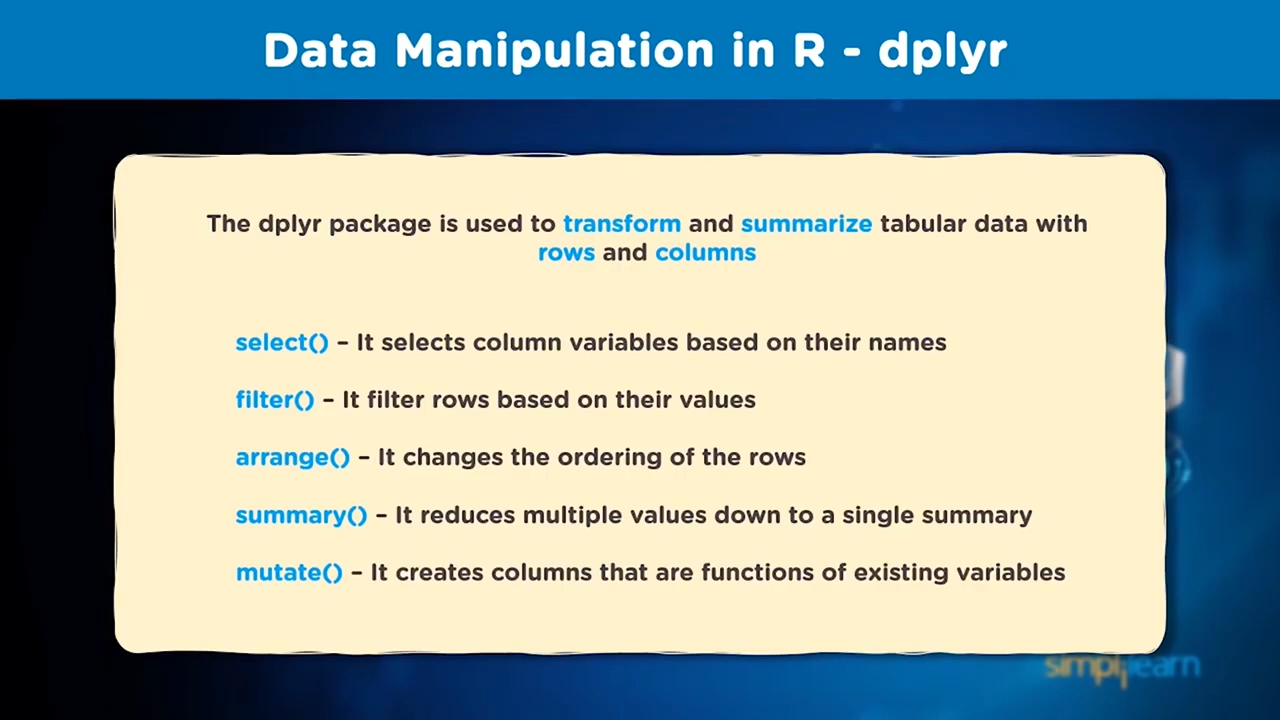 Data Manipulation in R - dplyr
The dplyr package is used to transform and summarize tabular data with
rows and columns
select() – It selects column variables based on their names
filter() – It filter rows based on their values
arrange() – It changes the ordering of the rows
summary() – It reduces multiple values down to a single summary
mutate() – It creates columns that are functions of existing variables
simplilearn